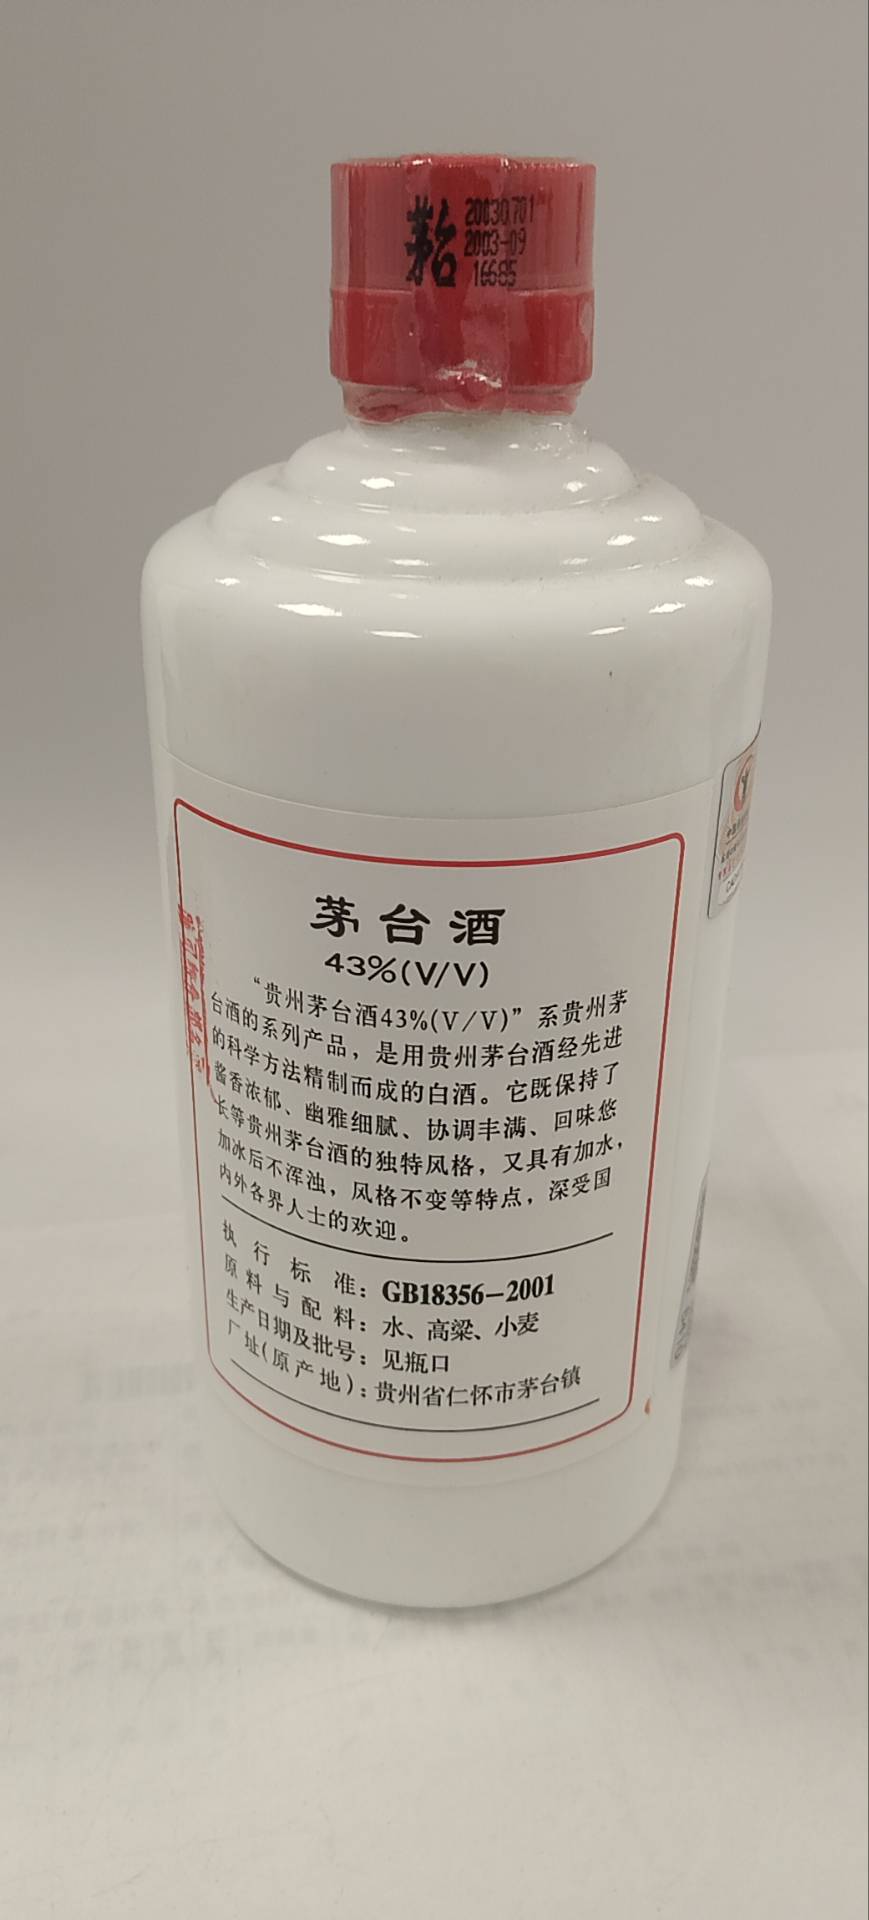 茅台
20030701
2003-09
16685
茅台酒
43%(V/V)
“贵州茅台酒43%(V/V)”系贵州茅
台酒的系列产品，是用贵州茅台酒经先进
的科学方法精制而成的白酒。它既保持了
酱香浓郁、幽雅细腻、协调丰满、回味悠
长等贵州茅台酒的独特风格，又具有加水，
加冰后不浑浊，风格不变等特点，深受国
内外各界人士的欢迎。
执行标准：GB18356-2001
原料与配料：水、高粱、小麦
生产日期及批号：见瓶口
厂址(原产地)：贵州省仁怀市茅台镇